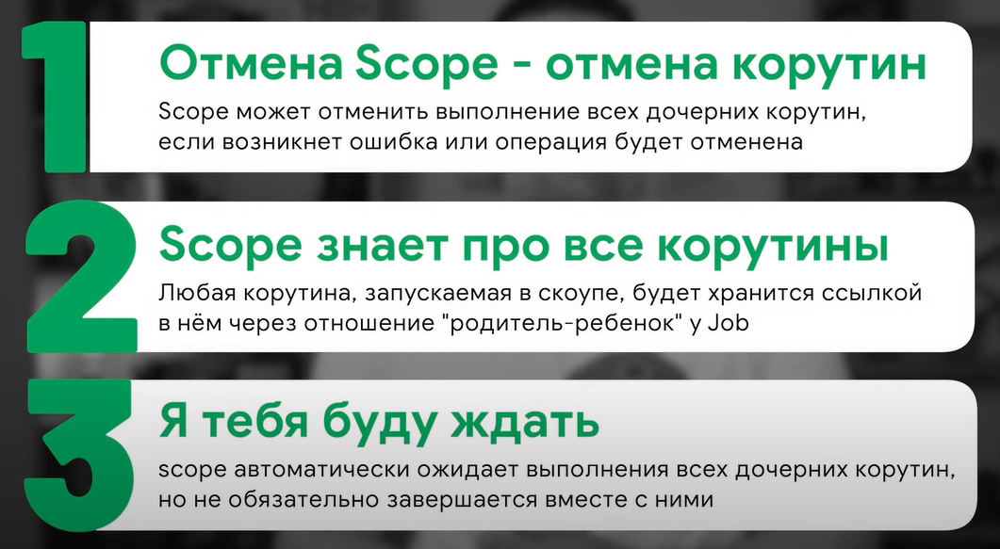 1
Отмена Scope - отмена корутин
Scope может отменить выполнение всех дочерних корутин,
если возникнет ошибка или операция будет отменена
2
Scope знает про все корутины
Любая корутина, запускаемая в скоупе, будет хранится ссылкой
в нём через отношение "родитель-ребенок" у Job
3
Я тебя буду ждать
scope автоматически ожидает выполнения всех дочерних корутин,
но не обязательно завершается вместе с ними